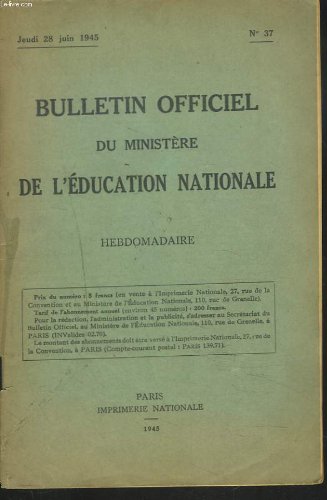 Jeudi 28 juin 1945
N° 37
BULLETIN OFFICIEL
DU MINISTÈRE
DE L'ÉDUCATION NATIONALE
HEBDOMADAIRE
Prix du numéro : 8 francs (en vente à l'Imprimerie Nationale, 27, rue de la
Convention et au Ministère de l'Éducation Nationale, 110, rue de Grenelle).
Tarif de l'abonnement annuel (environ 45 numéros) : 200 francs.
Pour la rédaction, l'administration et la publicité, s'adresser au Secrétariat du
Bulletin Officiel, au Ministère de l'Éducation Nationale, 110, rue de Grenelle, à
PARIS (INValides 02.70).
Le montant des abonnements doit être versé à l'Imprimerie Nationale, 27, rue de
la Convention, à PARIS (Compte-courant postal : PARIS 139.71).
PARIS
IMPRIMERIE NATIONALE
1945